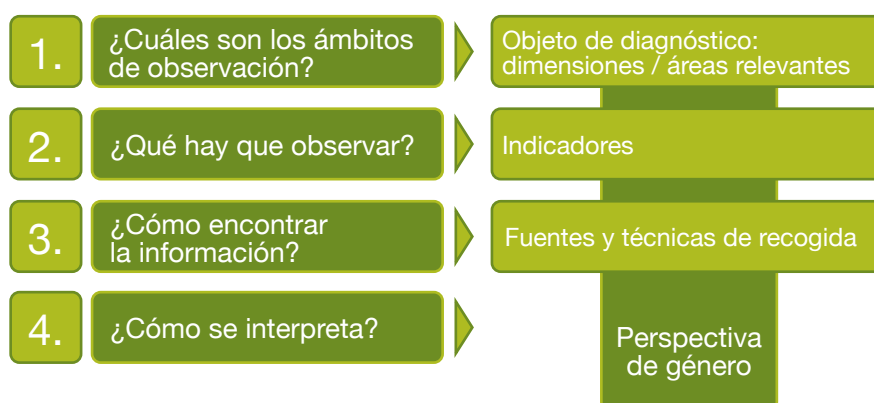 1.
¿Cuáles son los ámbitos
de observación?
Objeto de diagnóstico:
dimensiones / áreas relevantes
2.
¿Qué hay que observar?
Indicadores
3.
¿Cómo encontrar
la información?
Fuentes y técnicas de recogida
4.
¿Cómo se interpreta?
Perspectiva
de género